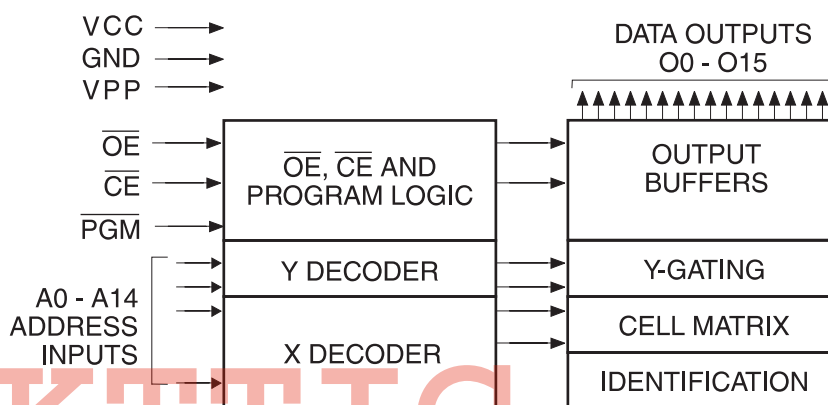 VCC
GND
VPP
OE
CE
PGM
A0 - A14
ADDRESS
INPUTS
OE, CE AND
PROGRAM LOGIC
Y DECODER
X DECODER
DATA OUTPUTS
O0 - O15
OUTPUT
BUFFERS
Y-GATING
CELL MATRIX
IDENTIFICATION